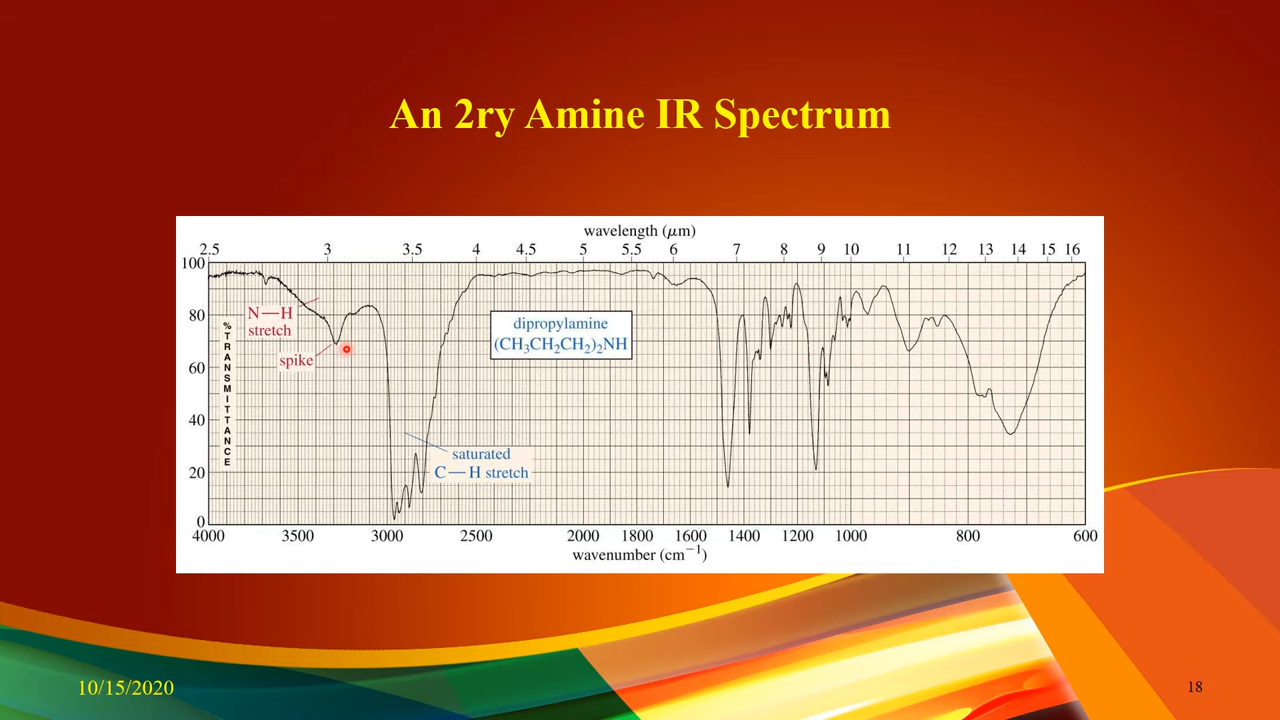 An 2ry Amine IR Spectrum
wavelength (μm)
2.5 3 3.5 4 4.5 5 5.5 6 7 8 9 10 11 12 13 14 15 16
100
80
60
40
20
0
%TRANSMITTANCE
N—H
stretch
spike
dipropylamine
(CH₃CH₂CH₂)₂NH
saturated
C—H stretch
4000 3500 3000 2500 2000 1800 1600 1400 1200 1000 800 600
wavenumber (cm⁻¹)
10/15/2020
18